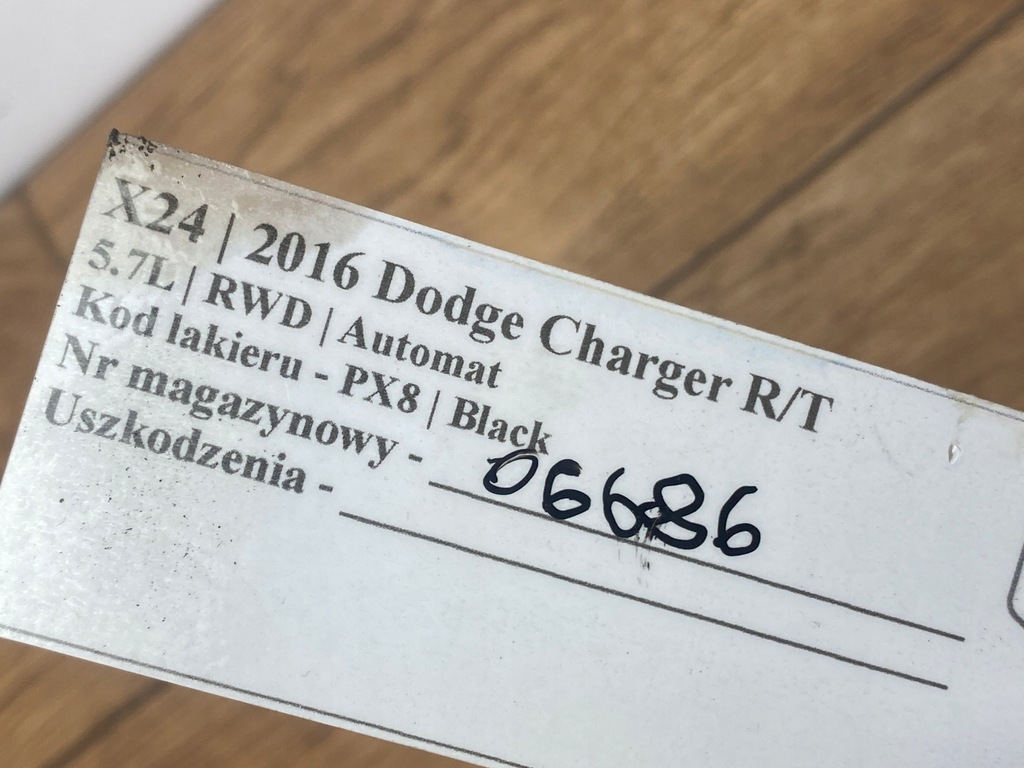 X24 | 2016 Dodge Charger R/T
5.7L | RWD | Automat
Kod lakieru - PX8 | Black
Nr magazynowy - 06686
Uszkodzenia -